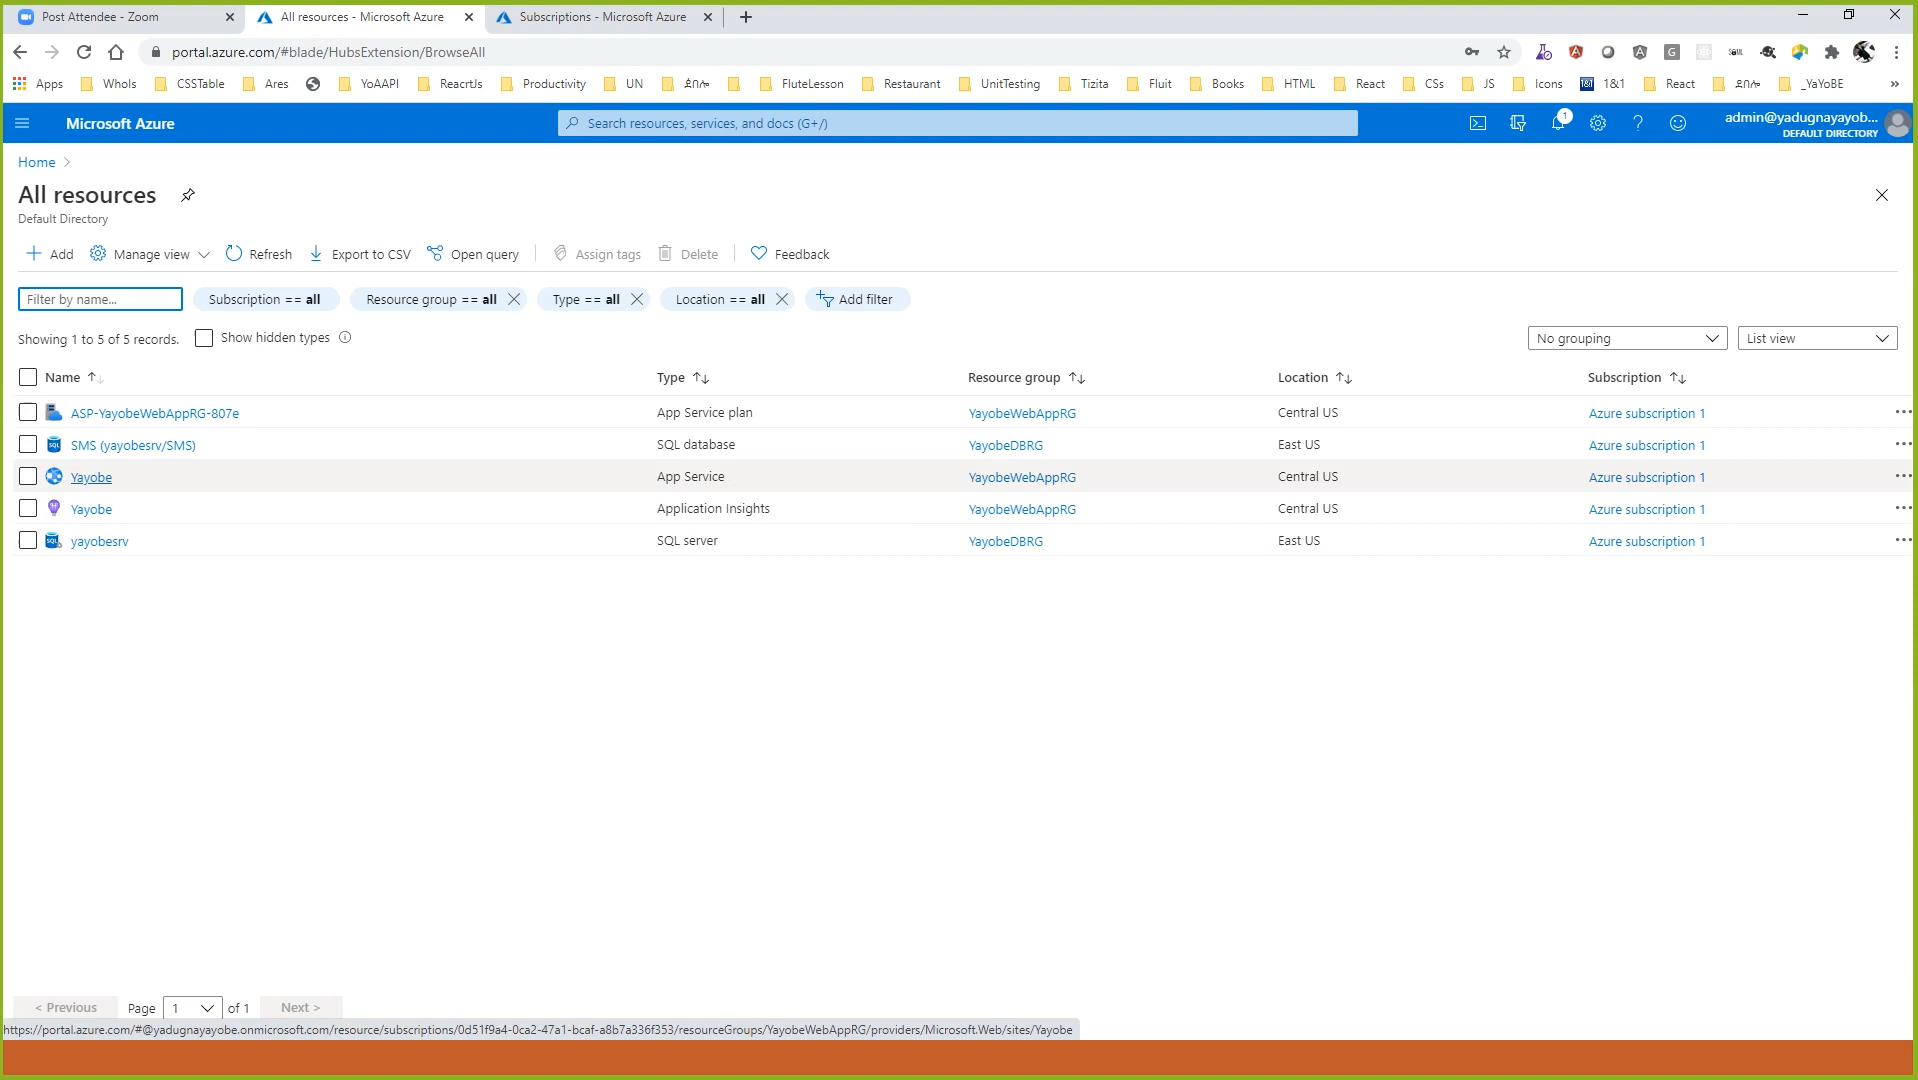 Post Attendee - Zoom
All resources - Microsoft Azure
Subscriptions - Microsoft Azure
portal.azure.com/#blade/HubsExtension/BrowseAll
Apps WhoIs CSSTable Ares YoAAPI ReactrJs Productivity UN FluteLesson Restaurant UnitTesting Tizita Fluit Books HTML React CSs JS Icons 1&1 React _YaYoBE »
Microsoft Azure
Search resources, services, and docs (G+/)
1
admin@yadugnayayob...
DEFAULT DIRECTORY
Home >
All resources
Default Directory
Add Manage view Refresh Export to CSV Open query Assign tags Delete Feedback
Filter by name... Subscription == all Resource group == all Type == all Location == all Add filter
Showing 1 to 5 of 5 records. Show hidden types No grouping List view
Name Type Resource group Location Subscription
ASP-YayobeWebAppRG-807e App Service plan YayobeWebAppRG Central US Azure subscription 1
SMS (yayobesrv/SMS) SQL database YayobeDBRG East US Azure subscription 1
Yayobe App Service YayobeWebAppRG Central US Azure subscription 1
Yayobe Application Insights YayobeWebAppRG Central US Azure subscription 1
yayobesrv SQL server YayobeDBRG East US Azure subscription 1
< Previous Page 1 of 1 Next >
https://portal.azure.com/#@yadugnayayobe.onmicrosoft.com/resource/subscriptions/0d51f9a4-0ca2-47a1-bcaf-a8b7a336f353/resourceGroups/YayobeWebAppRG/providers/Microsoft.Web/sites/Yayobe